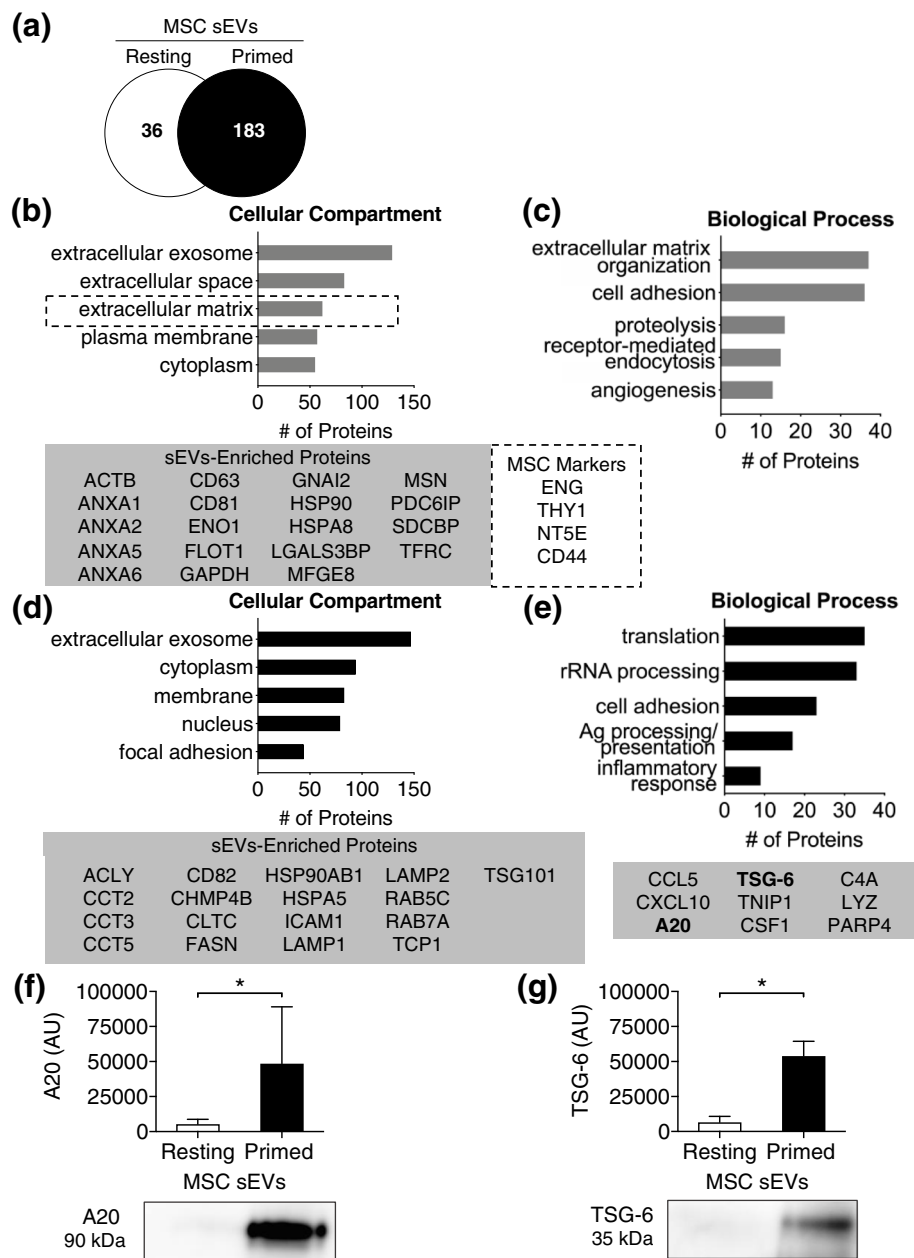 (a)
MSC sEVs
Resting Primed
36 183
(b)
Cellular Compartment
extracellular exosome
extracellular space
extracellular matrix
plasma membrane
cytoplasm
0 50 100 150
# of Proteins
sEVs-Enriched Proteins
ACTB CD63 GNAI2 MSN
ANXA1 CD81 HSP90 PDC6IP
ANXA2 ENO1 HSPA8 SDCBP
ANXA5 FLOT1 LGALS3BP TFRC
ANXA6 GAPDH MFGE8
MSC Markers
ENG
THY1
NT5E
CD44
(c)
Biological Process
extracellular matrix
organization
cell adhesion
proteolysis
receptor-mediated
endocytosis
angiogenesis
0 10 20 30 40
# of Proteins
(d)
Cellular Compartment
extracellular exosome
cytoplasm
membrane
nucleus
focal adhesion
0 50 100 150
# of Proteins
sEVs-Enriched Proteins
ACLY CD82 HSP90AB1 LAMP2 TSG101
CCT2 CHMP4B HSPA5 RAB5C
CCT3 CLTC ICAM1 RAB7A
CCT5 FASN LAMP1 TCP1
(e)
Biological Process
translation
rRNA processing
cell adhesion
Ag processing/
presentation
inflammatory
response
0 10 20 30 40
# of Proteins
CCL5 TSG-6 C4A
CXCL10 TNIP1 LYZ
A20 CSF1 PARP4
(f)
A20 (AU)
100000
75000
50000
25000
0
*
Resting Primed
MSC sEVs
A20
90 kDa
(g)
TSG-6 (AU)
100000
75000
50000
25000
0
*
Resting Primed
MSC sEVs
TSG-6
35 kDa